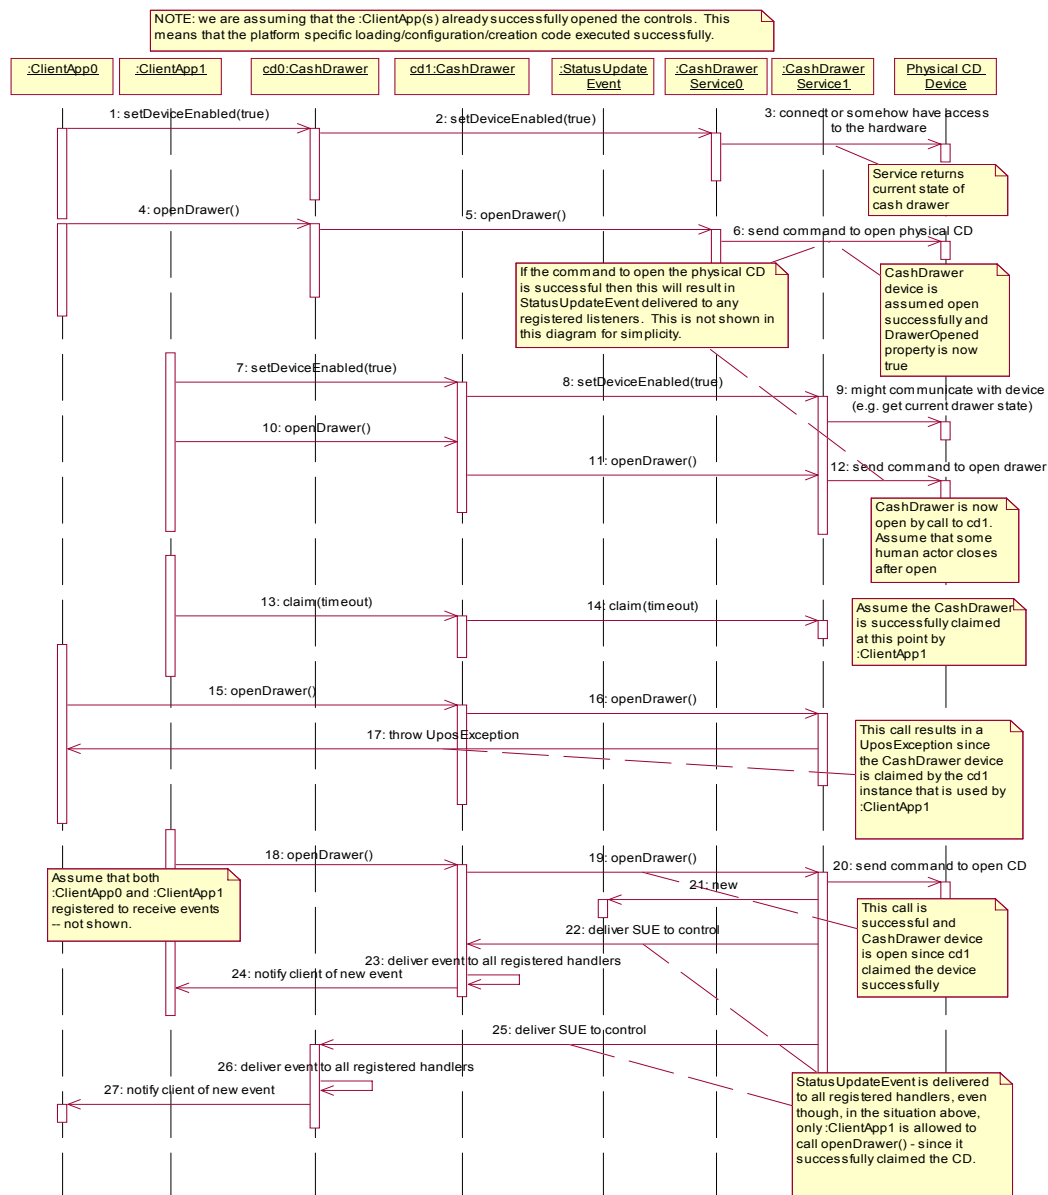 NOTE: we are assuming that the :ClientApp(s) already successfully opened the controls. This
means that the platform specific loading/configuration/creation code executed successfully.
:ClientApp0
:ClientApp1
cd0:CashDrawer
cd1:CashDrawer
:StatusUpdate
Event
:CashDrawer
Service0
:CashDrawer
Service1
Physical CD
Device
1: setDeviceEnabled(true)
2: setDeviceEnabled(true)
3: connect or somehow have access
to the hardware
Service returns
current state of
cash drawer
4: openDrawer()
5: openDrawer()
6: send command to open physical CD
If the command to open the physical CD
is successful then this will result in
StatusUpdateEvent delivered to any
registered listeners. This is not shown in
this diagram for simplicity.
CashDrawer
device is
assumed open
successfully and
DrawerOpened
property is now
true
7: setDeviceEnabled(true)
8: setDeviceEnabled(true)
9: might communicate with device
(e.g. get current drawer state)
10: openDrawer()
11: openDrawer()
12: send command to open drawer
CashDrawer is now
open by call to cd1.
Assume that some
human actor closes
after open
13: claim(timeout)
14: claim(timeout)
Assume the CashDrawer
is successfully claimed
at this point by
:ClientApp1
15: openDrawer()
16: openDrawer()
17: throw UposException
This call results in a
UposException since
the CashDrawer device
is claimed by the cd1
instance that is used by
:ClientApp1
18: openDrawer()
19: openDrawer()
20: send command to open CD
Assume that both
:ClientApp0 and :ClientApp1
registered to receive events
-- not shown.
21: new
This call is
successful and
CashDrawer device
is open since cd1
claimed the device
successfully
22: deliver SUE to control
23: deliver event to all registered handlers
24: notify client of new event
25: deliver SUE to control
26: deliver event to all registered handlers
27: notify client of new event
StatusUpdateEvent is delivered
to all registered handlers, even
though, in the situation above,
only :ClientApp1 is allowed to
call openDrawer() - since it
successfully claimed the CD.